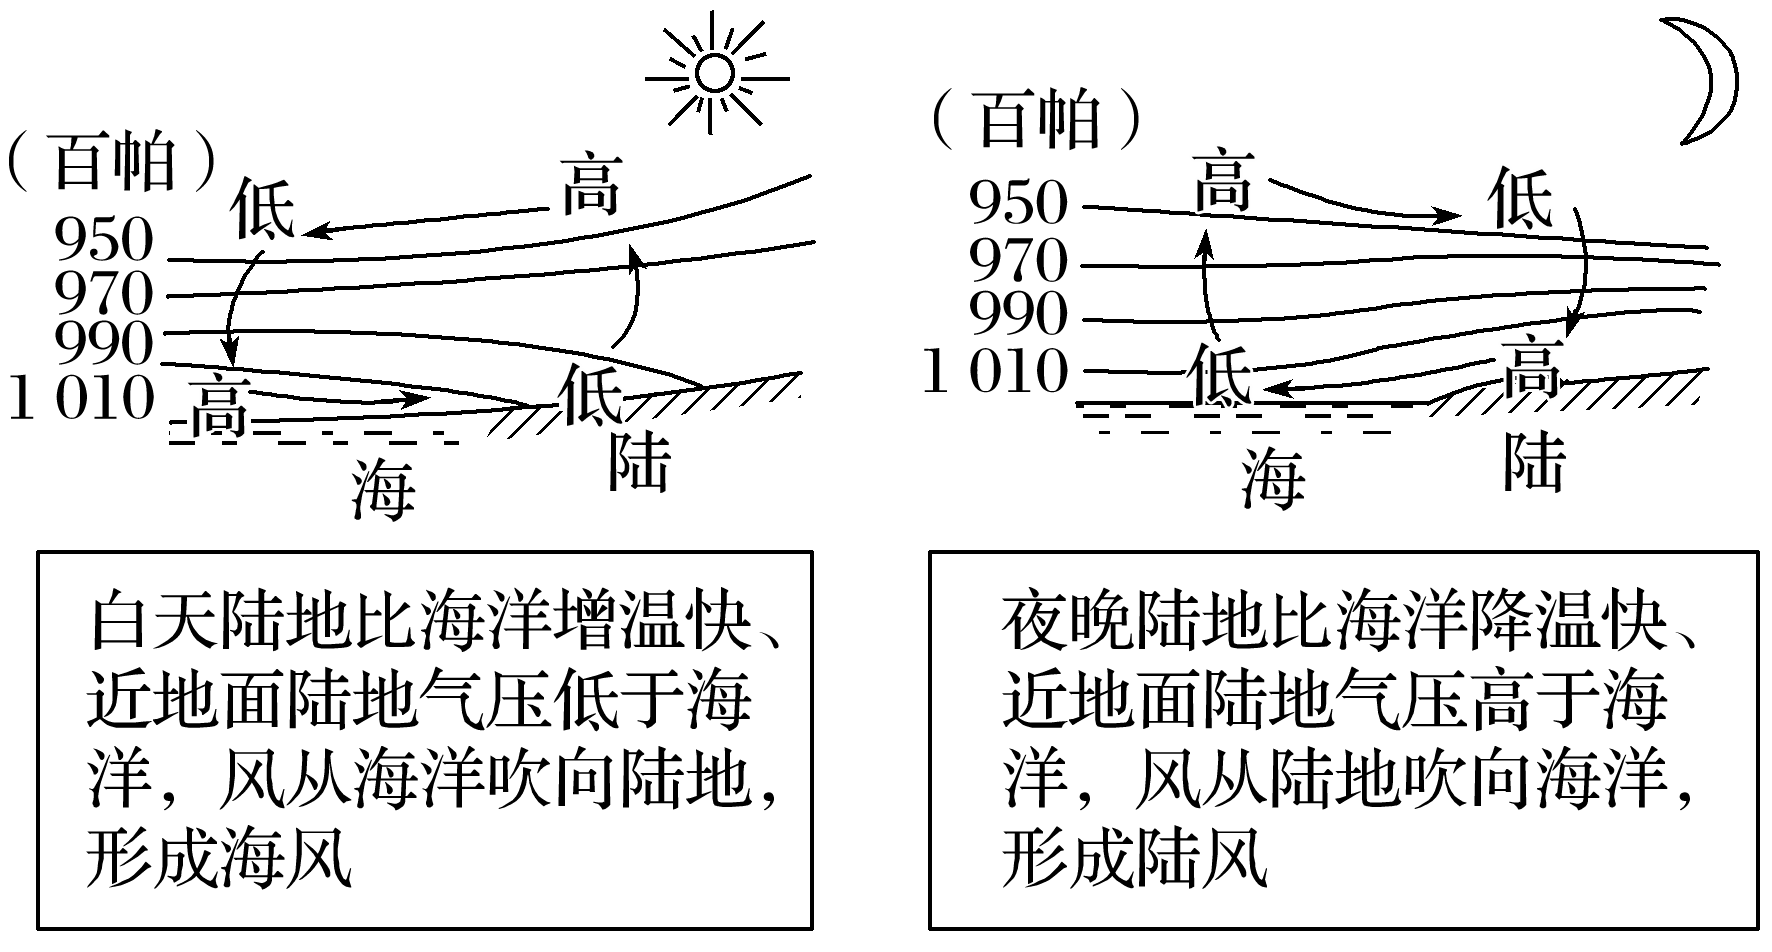 （百帕）
低
高
950
970
990
1 010
高
低
海
陆
白天陆地比海洋增温快、
近地面陆地气压低于海
洋，风从海洋吹向陆地，
形成海风
（百帕）
高
低
950
970
990
1 010
低
高
海
陆
夜晚陆地比海洋降温快、
近地面陆地气压高于海
洋，风从陆地吹向海洋，
形成陆风